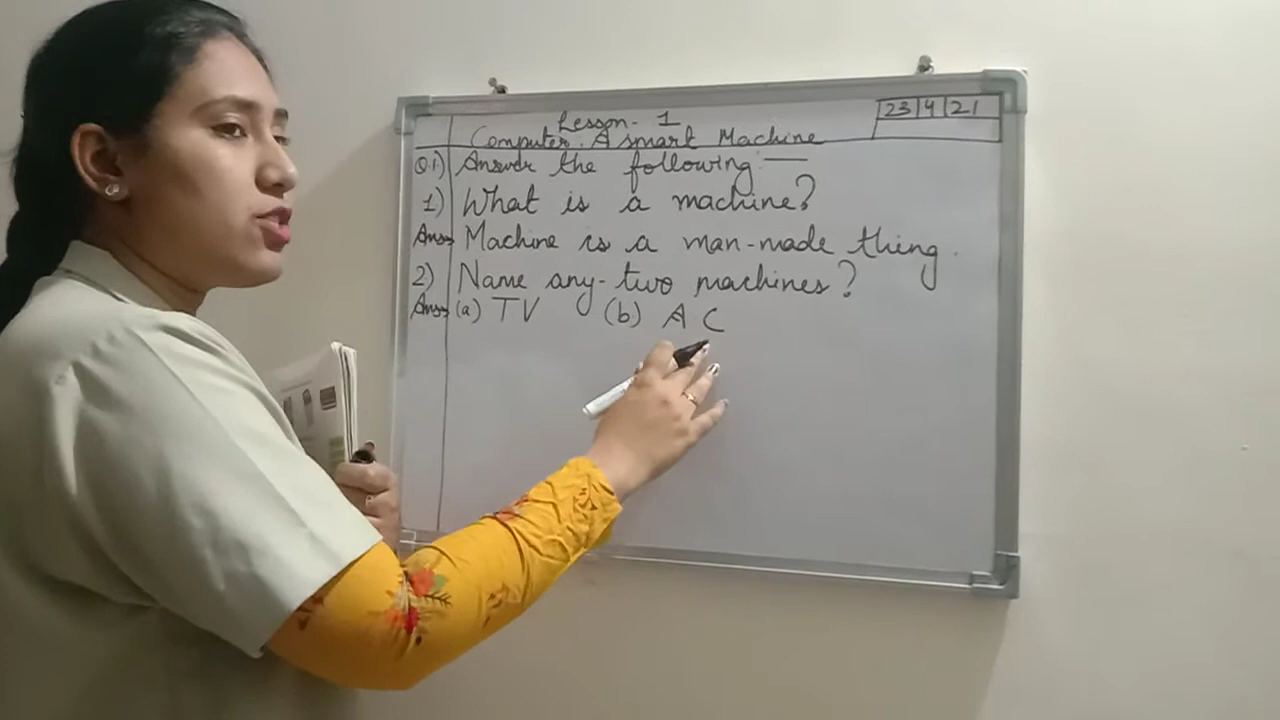 Lesson- 1
23|4|21
Computer. A smart Machine
Q.1) Answer the following:—
1) What is a machine?
Ans> Machine is a man-made thing.
2) Name any-two machines?
Ans> (a) TV (b) AC